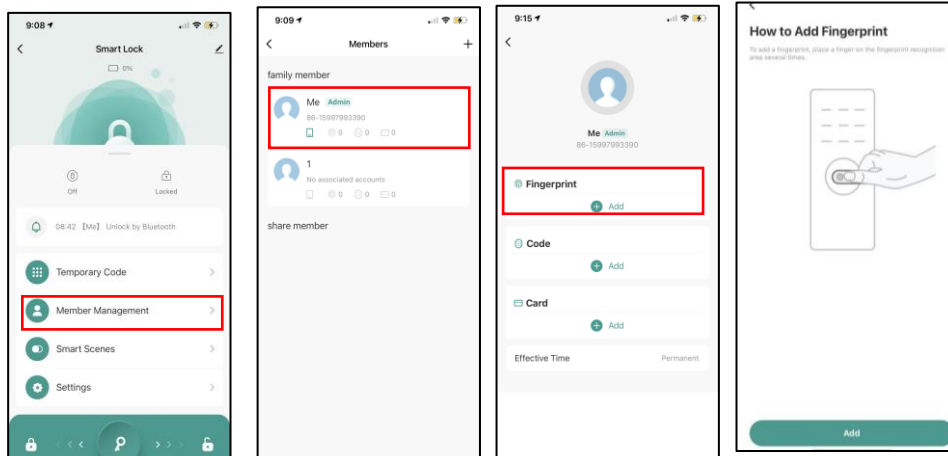 9:08
Smart Lock
0%
Off
Locked
08:42 【Me】 Unlock by Bluetooth
Temporary Code
Member Management
Smart Scenes
Settings
9:09
Members
family member
Me Admin
86-15997993390
0 0 0
1
No associated accounts
0 0 0
share member
9:15
Me Admin
86-15997993390
Fingerprint
Add
Code
Add
Card
Add
Effective Time Permanent
How to Add Fingerprint
To add a fingerprint, place a finger on the fingerprint recognition
area several times.
Add